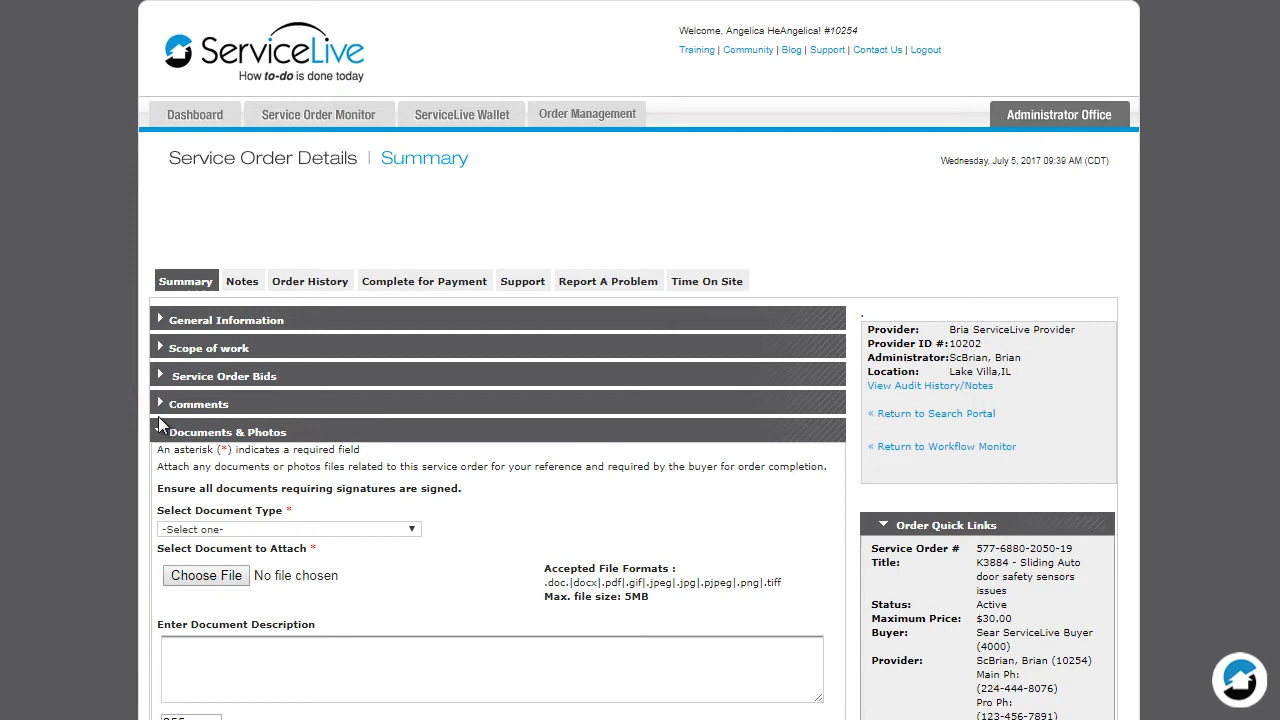 ServiceLive
How to-do is done today
Welcome, Angelica HeAngelica! #10254
Training | Community | Blog | Support | Contact Us | Logout
Dashboard
Service Order Monitor
ServiceLive Wallet
Order Management
Administrator Office
Service Order Details | Summary
Wednesday, July 5, 2017 09:39 AM (CDT)
Summary
Notes
Order History
Complete for Payment
Support
Report A Problem
Time On Site
General Information
Scope of work
Service Order Bids
Comments
Documents & Photos
An asterisk (*) indicates a required field
Attach any documents or photos files related to this service order for your reference and required by the buyer for order completion.
Ensure all documents requiring signatures are signed.
Select Document Type *
-Select one-
Select Document to Attach *
Choose File No file chosen
Accepted File Formats :
.doc.|docx|.pdf|.gif|.jpeg|.jpg|.pjpeg|.png|.tiff
Max. file size: 5MB
Enter Document Description
.
Provider: Bria ServiceLive Provider
Provider ID #:10202
Administrator:ScBrian, Brian
Location: Lake Villa,IL
View Audit History/Notes
« Return to Search Portal
« Return to Workflow Monitor
Order Quick Links
Service Order # 577-6880-2050-19
Title: K3884 - Sliding Auto
door safety sensors
issues
Status: Active
Maximum Price: $30.00
Buyer: Sear ServiceLive Buyer
(4000)
Provider: ScBrian, Brian (10254)
Main Ph:
(224-444-8076)
Pro Ph:
(123-456-7891)